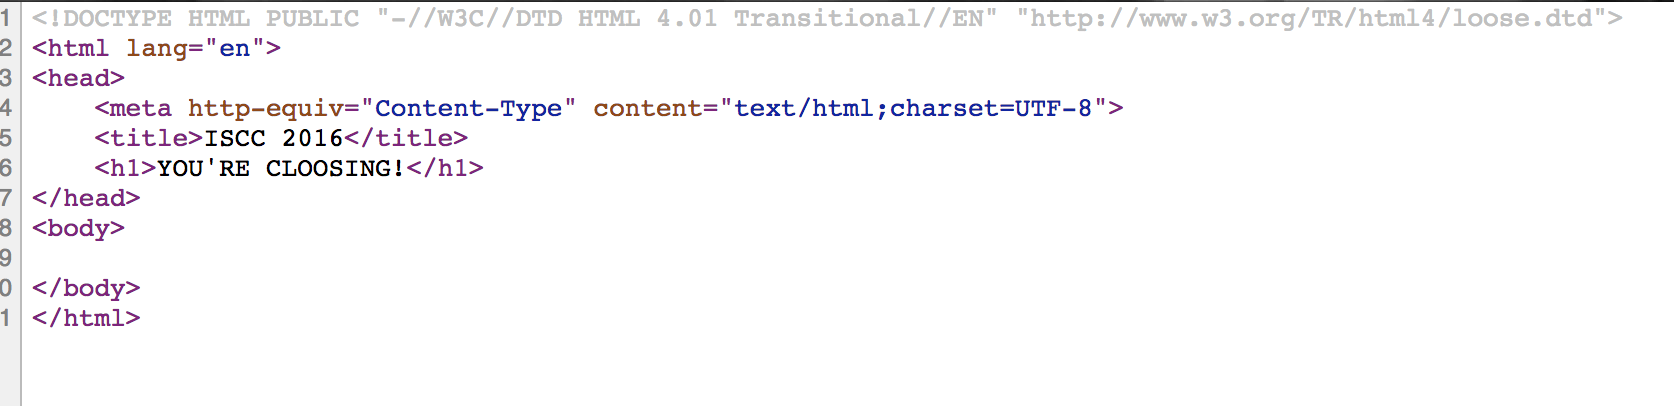 1 <!DOCTYPE HTML PUBLIC "-//W3C//DTD HTML 4.01 Transitional//EN" "http://www.w3.org/TR/html4/loose.dtd">
2 <html lang="en">
3 <head>
4     <meta http-equiv="Content-Type" content="text/html;charset=UTF-8">
5     <title>ISCC 2016</title>
6     <h1>YOU'RE CLOOSING!</h1>
7 </head>
8 <body>
9
0 </body>
1 </html>